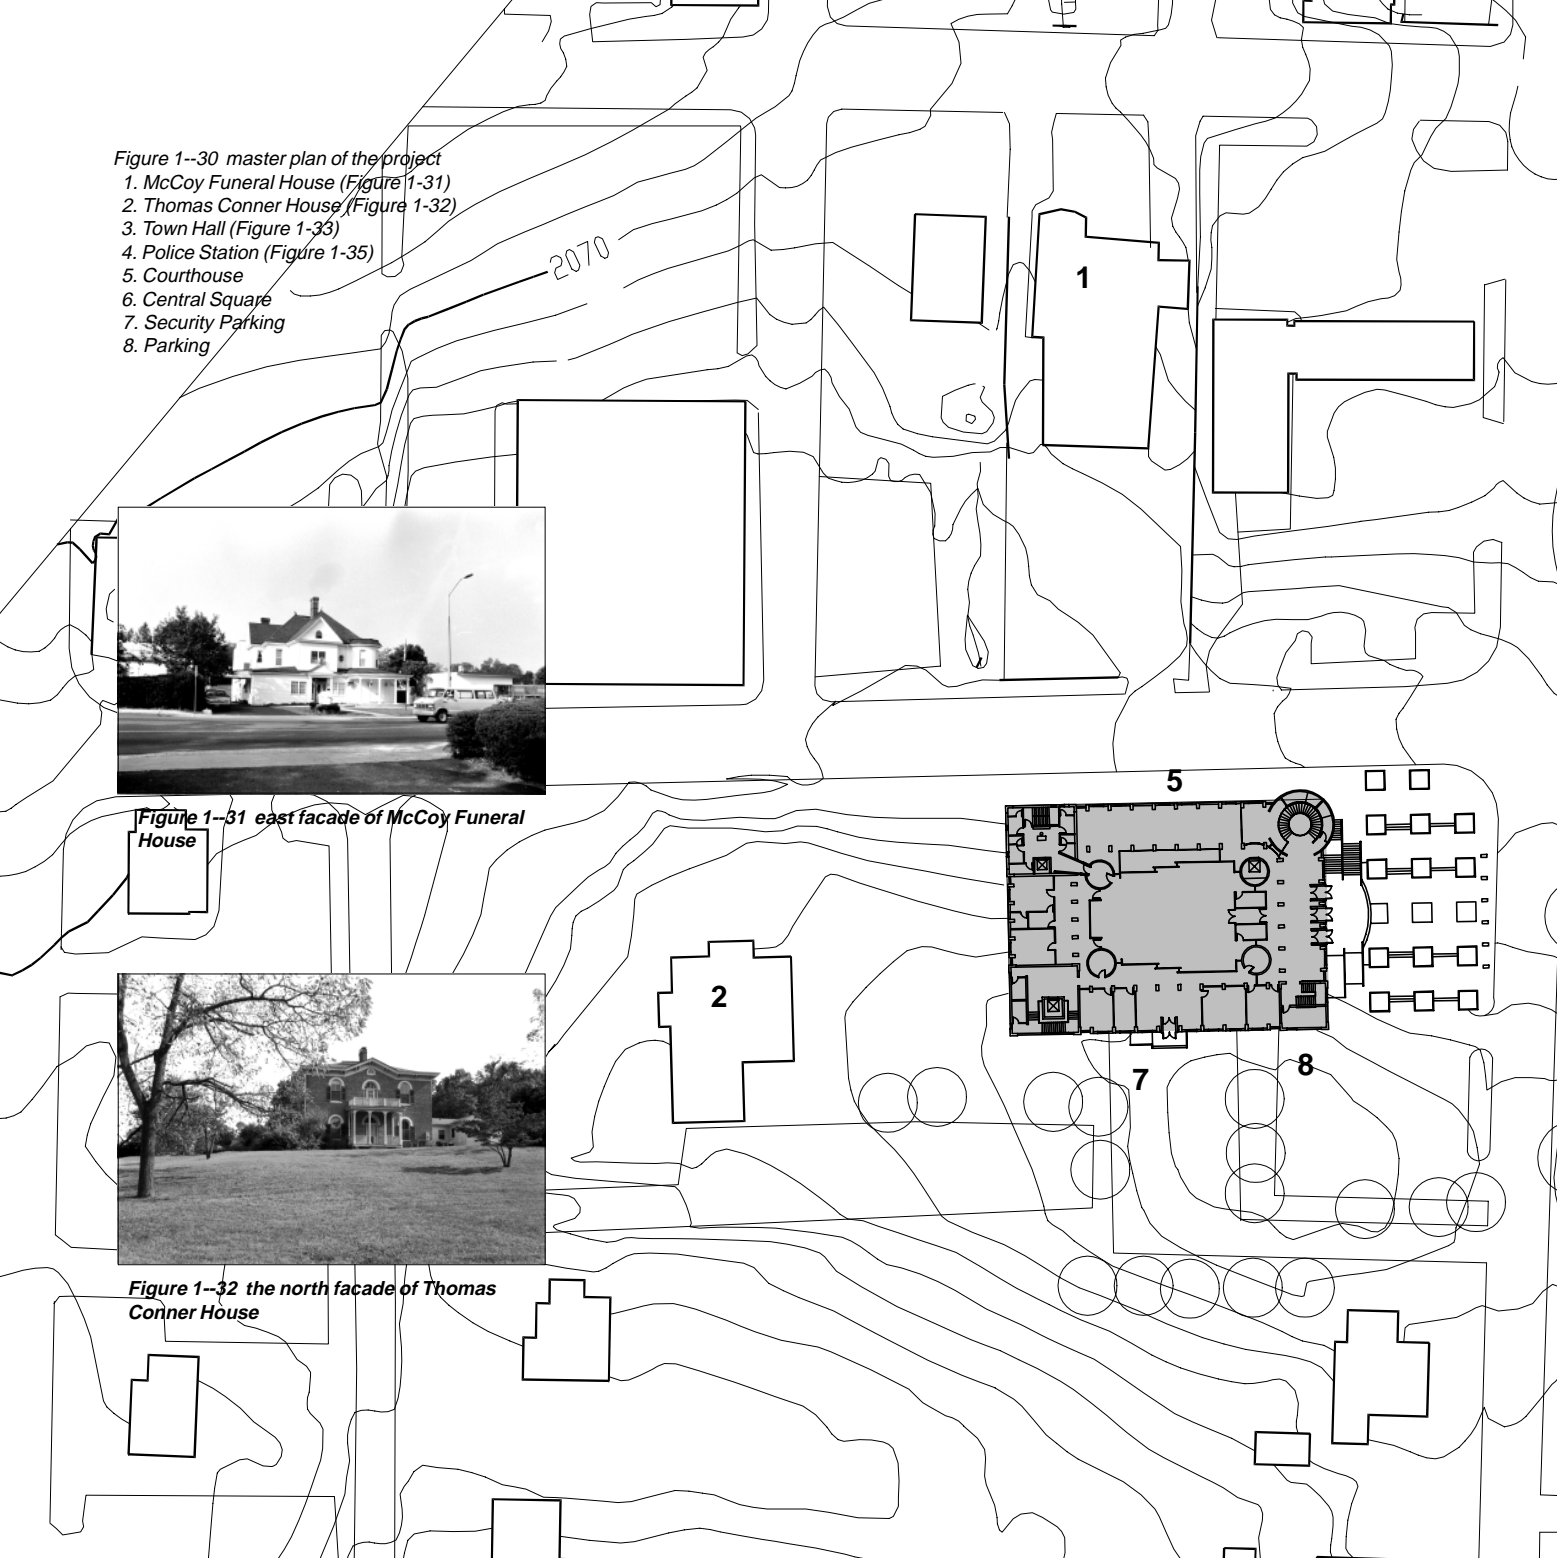 Figure 1--30 master plan of the project
1. McCoy Funeral House (Figure 1-31)
2. Thomas Conner House (Figure 1-32)
3. Town Hall (Figure 1-33)
4. Police Station (Figure 1-35)
5. Courthouse
6. Central Square
7. Security Parking
8. Parking
2070
1
5
Figure 1--31 east facade of McCoy Funeral
House
2
7
8
Figure 1--32 the north facade of Thomas
Conner House